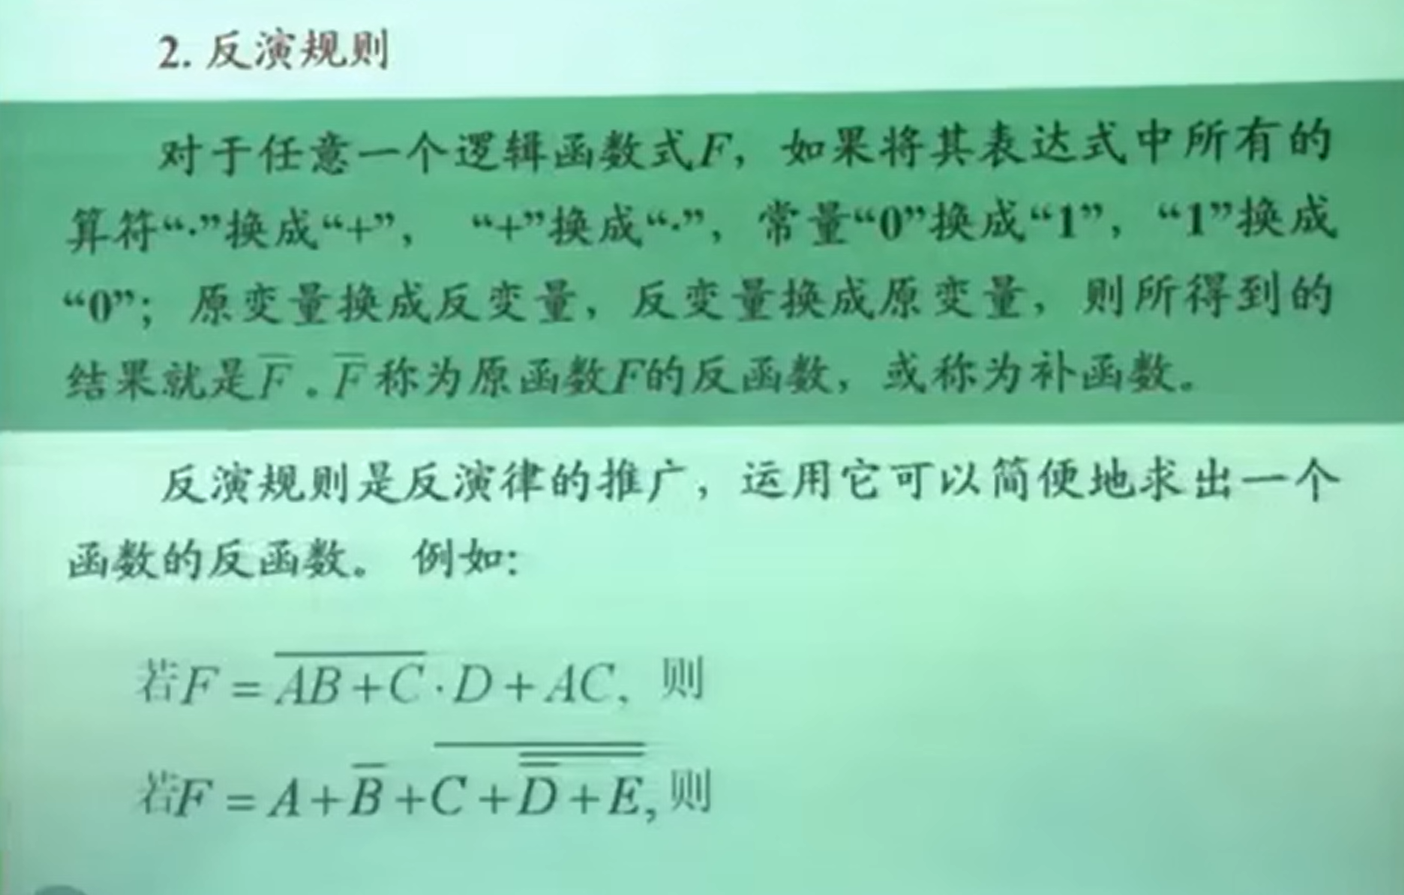 2. 反演规则
对于任意一个逻辑函数式F，如果将其表达式中所有的
算符“·”换成“+”，“+”换成“·”，常量“0”换成“1”，“1”换成
“0”；原变量换成反变量，反变量换成原变量，则所得到的
结果就是F̅。F̅称为原函数F的反函数，或称为补函数。
反演规则是反演律的推广，运用它可以简便地求出一个
函数的反函数。 例如：
若 $F = \overline{AB+C} \cdot D + AC$, 则
若 $F = A + \overline{B} + \overline{C + \overline{\overline{D} + E}}$, 则